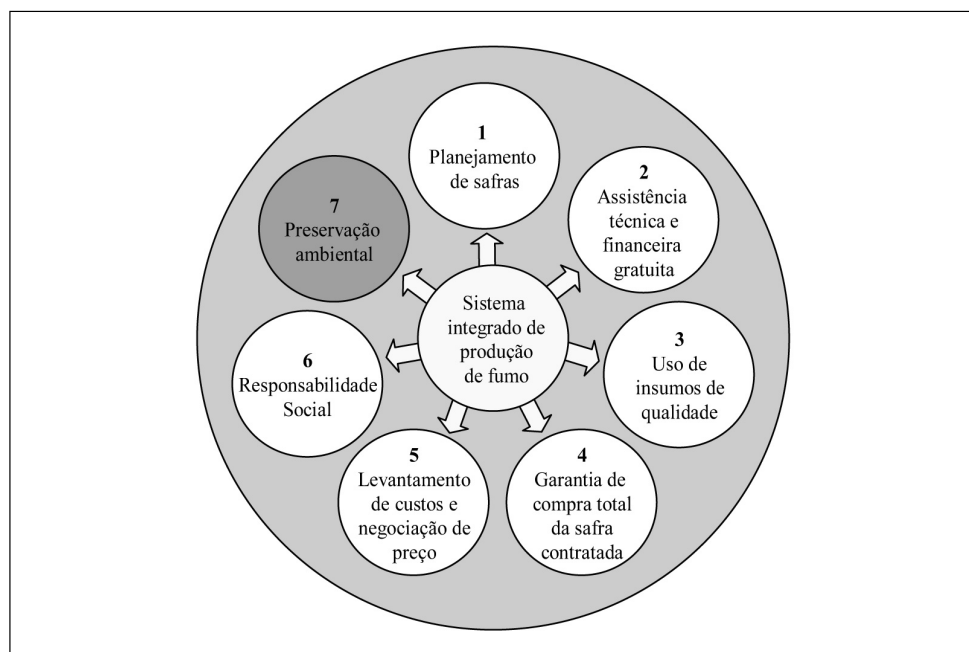 1
Planejamento
de safras
2
Assistência
técnica e
financeira
gratuita
3
Uso de
insumos de
qualidade
4
Garantia de
compra total
da safra
contratada
5
Levantamento
de custos e
negociação de
preço
6
Responsabilidade
Social
7
Preservação
ambiental
Sistema
integrado de
produção
de fumo